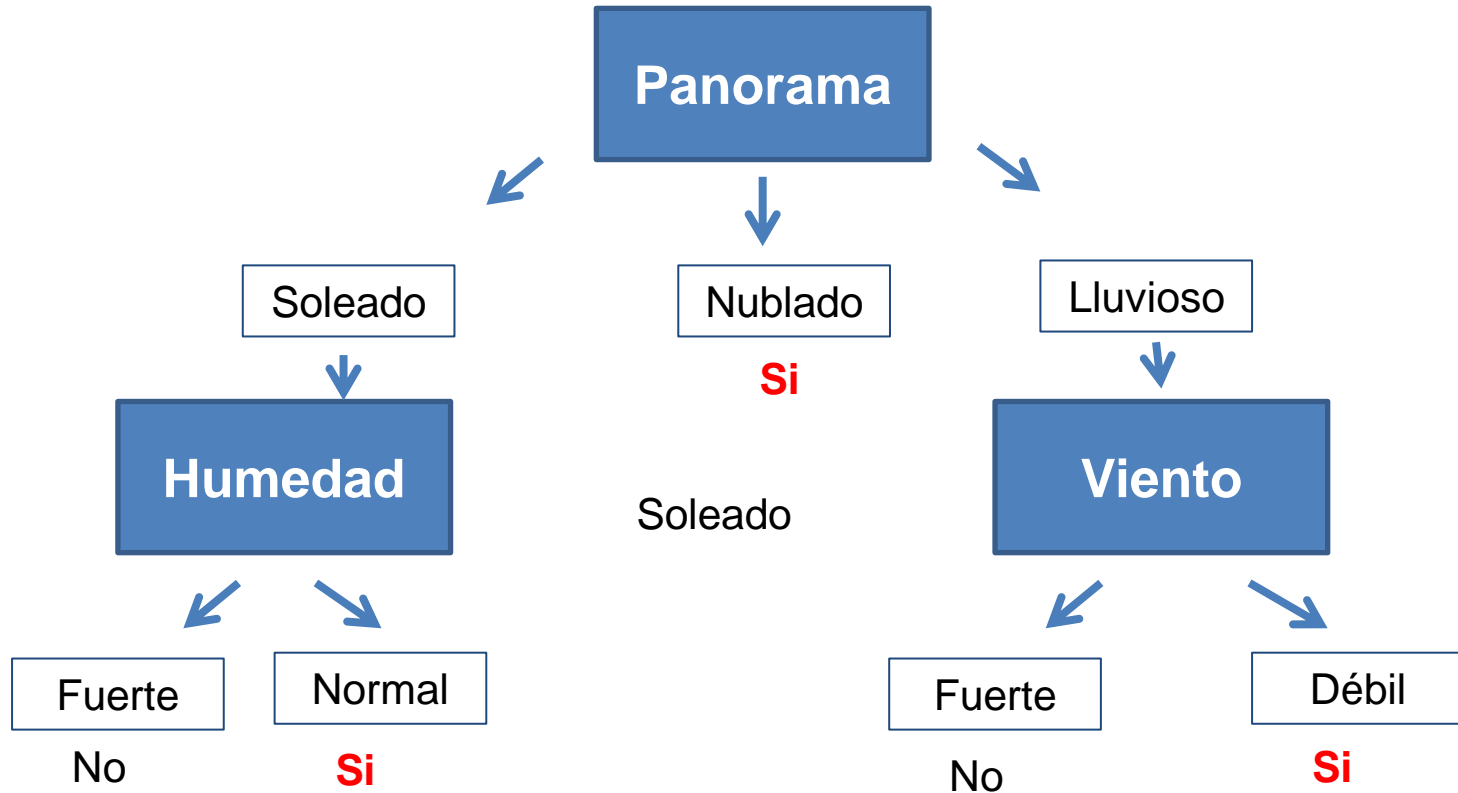 Panorama
Soleado
Nublado
Lluvioso
Si
Humedad
Soleado
Viento
Fuerte
Normal
Fuerte
Débil
No
Si
No
Si